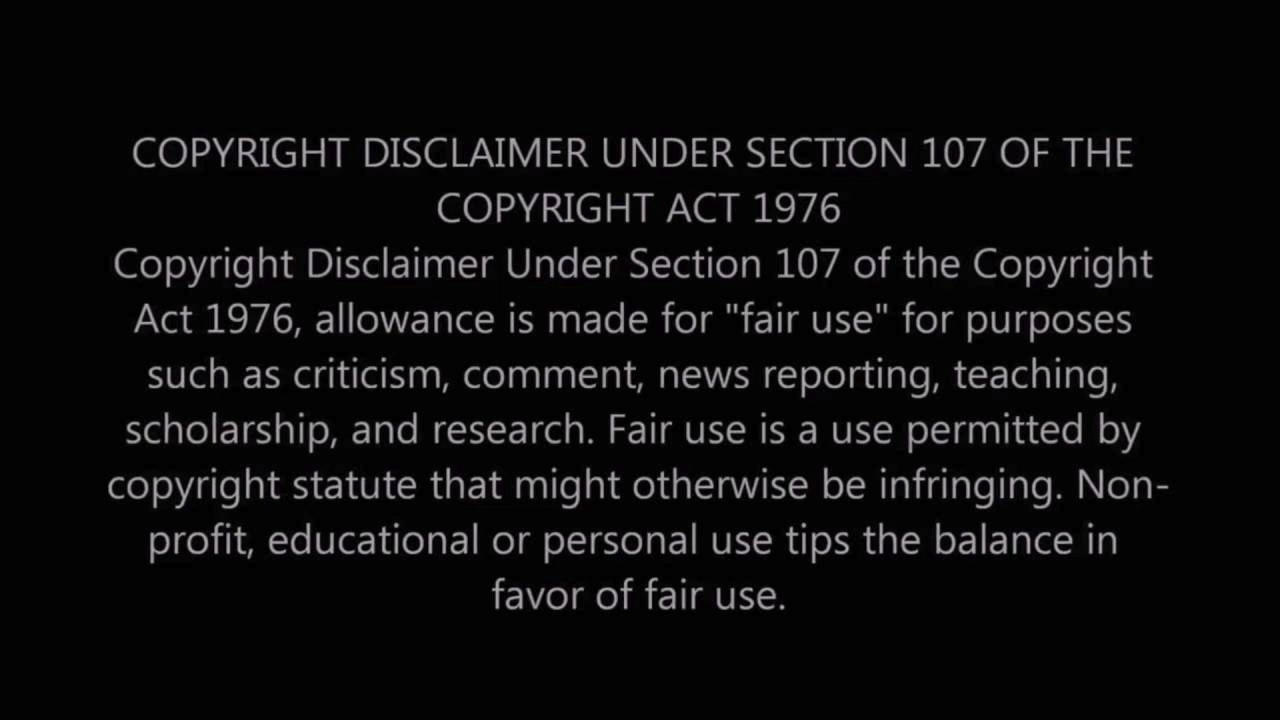 COPYRIGHT DISCLAIMER UNDER SECTION 107 OF THE
COPYRIGHT ACT 1976
Copyright Disclaimer Under Section 107 of the Copyright
Act 1976, allowance is made for "fair use" for purposes
such as criticism, comment, news reporting, teaching,
scholarship, and research. Fair use is a use permitted by
copyright statute that might otherwise be infringing. Non-
profit, educational or personal use tips the balance in
favor of fair use.